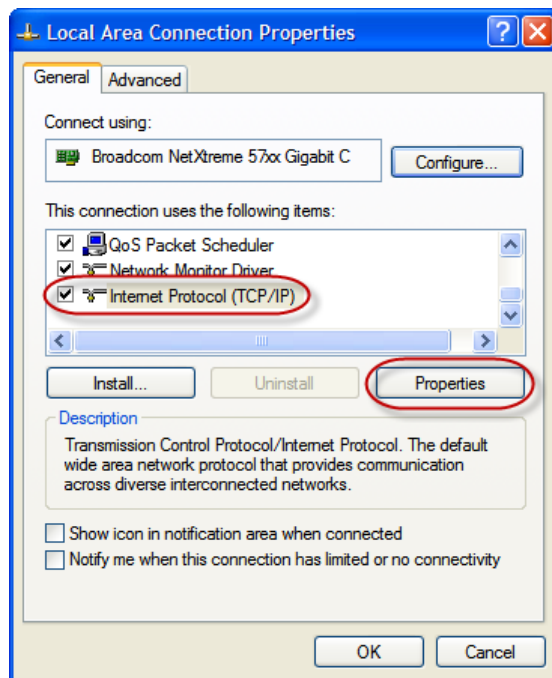 Local Area Connection Properties
General Advanced
Connect using:
Broadcom NetXtreme 57xx Gigabit C Configure...
This connection uses the following items:
QoS Packet Scheduler
Network Monitor Driver
Internet Protocol (TCP/IP)
Install... Uninstall Properties
Description
Transmission Control Protocol/Internet Protocol. The default
wide area network protocol that provides communication
across diverse interconnected networks.
Show icon in notification area when connected
Notify me when this connection has limited or no connectivity
OK Cancel